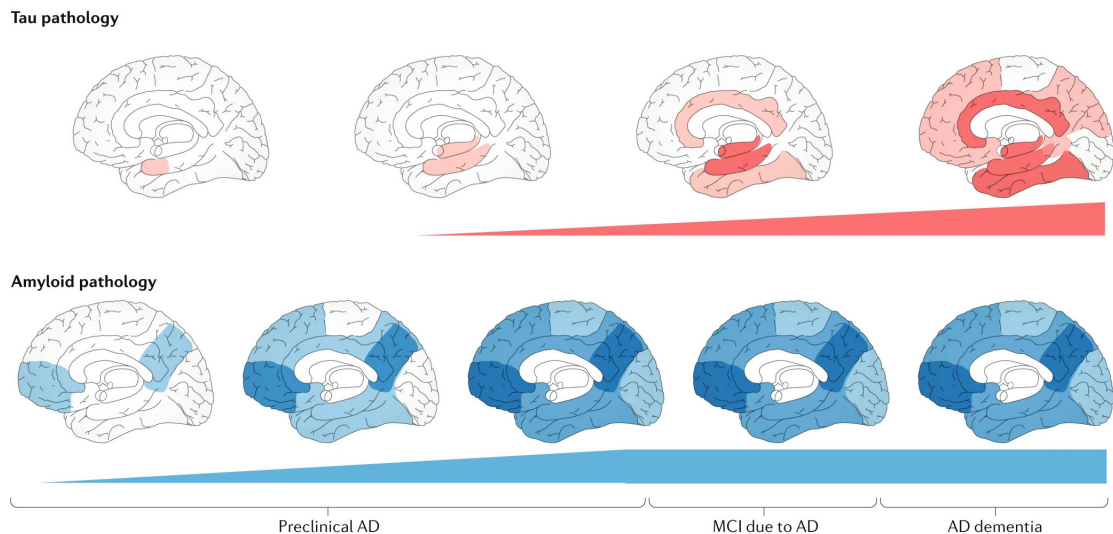 Tau pathology
Amyloid pathology
Preclinical AD
MCI due to AD
AD dementia